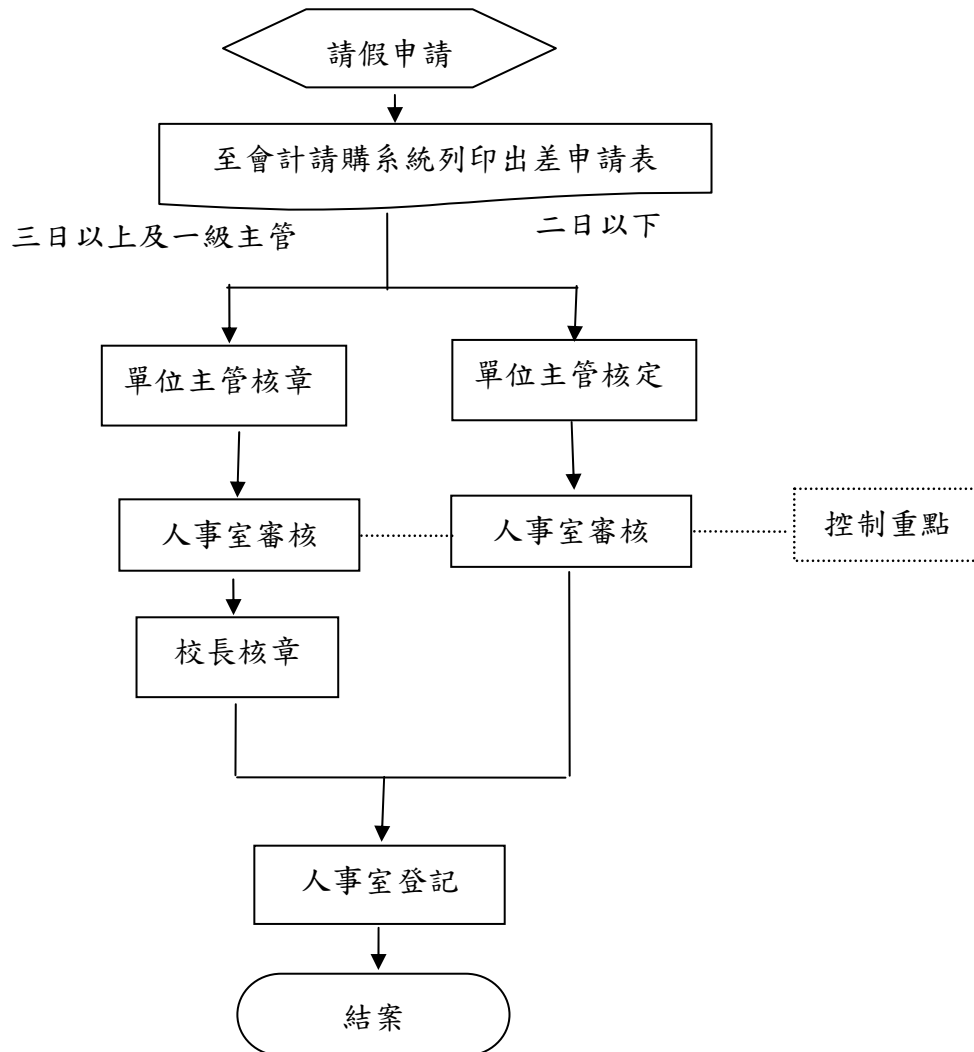 請假申請
至會計請購系統列印出差申請表
三日以上及一級主管
二日以下
單位主管核章
單位主管核定
人事室審核
人事室審核
控制重點
校長核章
人事室登記
結案